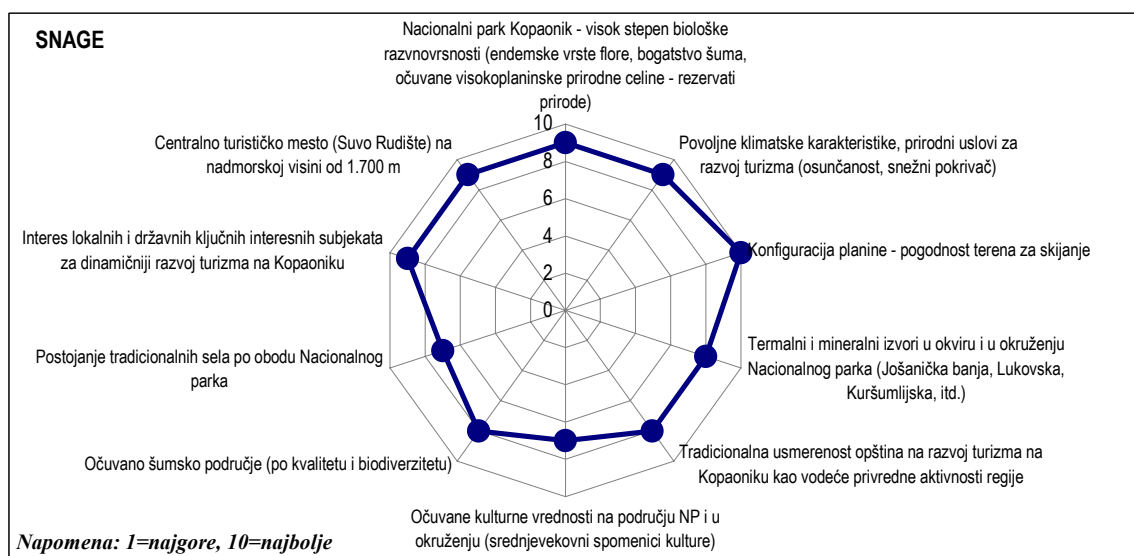 SNAGE
Nacionalni park Kopaonik - visok stepen biološke
razvnovrsnosti (endemske vrste flore, bogatstvo šuma,
očuvane visokoplaninske prirodne celine - rezervati
prirode)
Povoljne klimatske karakteristike, prirodni uslovi za
razvoj turizma (osunčanost, snežni pokrivač)
Konfiguracija planine - pogodnost terena za skijanje
Termalni i mineralni izvori u okviru i u okruženju
Nacionalnog parka (Jošanička banja, Lukovska,
Kuršumlijska, itd.)
Tradicionalna usmerenost opština na razvoj turizma na
Kopaoniku kao vodeće privredne aktivnosti regije
Očuvane kulturne vrednosti na području NP i u
okruženju (srednjevekovni spomenici kulture)
Očuvano šumsko područje (po kvalitetu i biodiverzitetu)
Postojanje tradicionalnih sela po obodu Nacionalnog
parka
Interes lokalnih i državnih ključnih interesnih subjekata
za dinamičniji razvoj turizma na Kopaoniku
Centralno turističko mesto (Suvo Rudište) na
nadmorskoj visini od 1.700 m
10
8
6
4
2
0
Napomena: 1=najgore, 10=najbolje